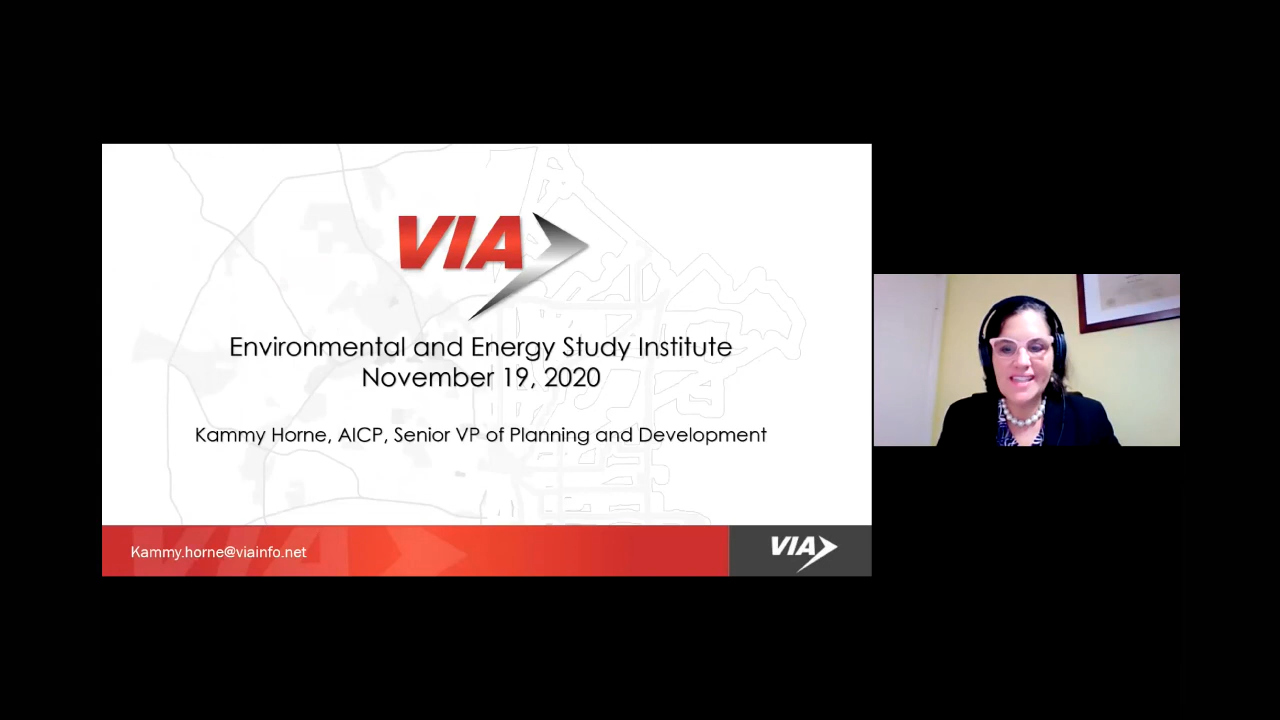 VIA
Environmental and Energy Study Institute
November 19, 2020
Kammy Horne, AICP, Senior VP of Planning and Development
Kammy.horne@viainfo.net
VIA